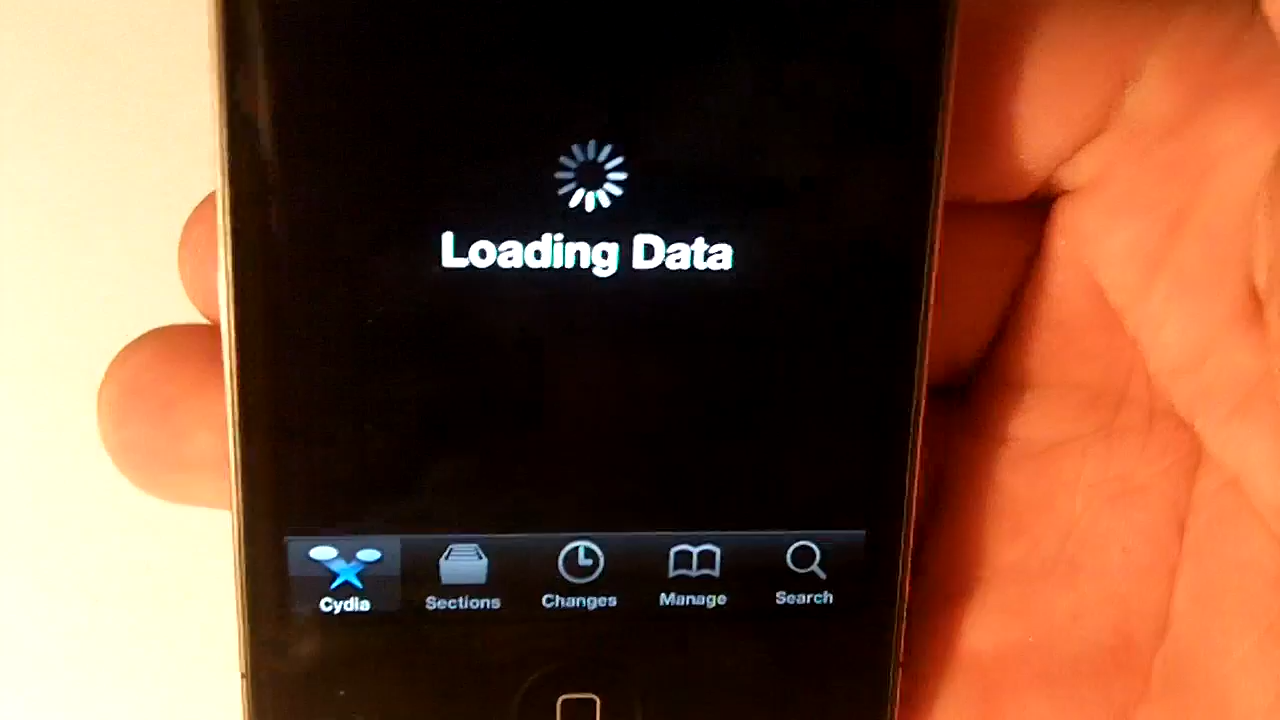 Loading Data
Cydia
Sections
Changes
Manage
Search